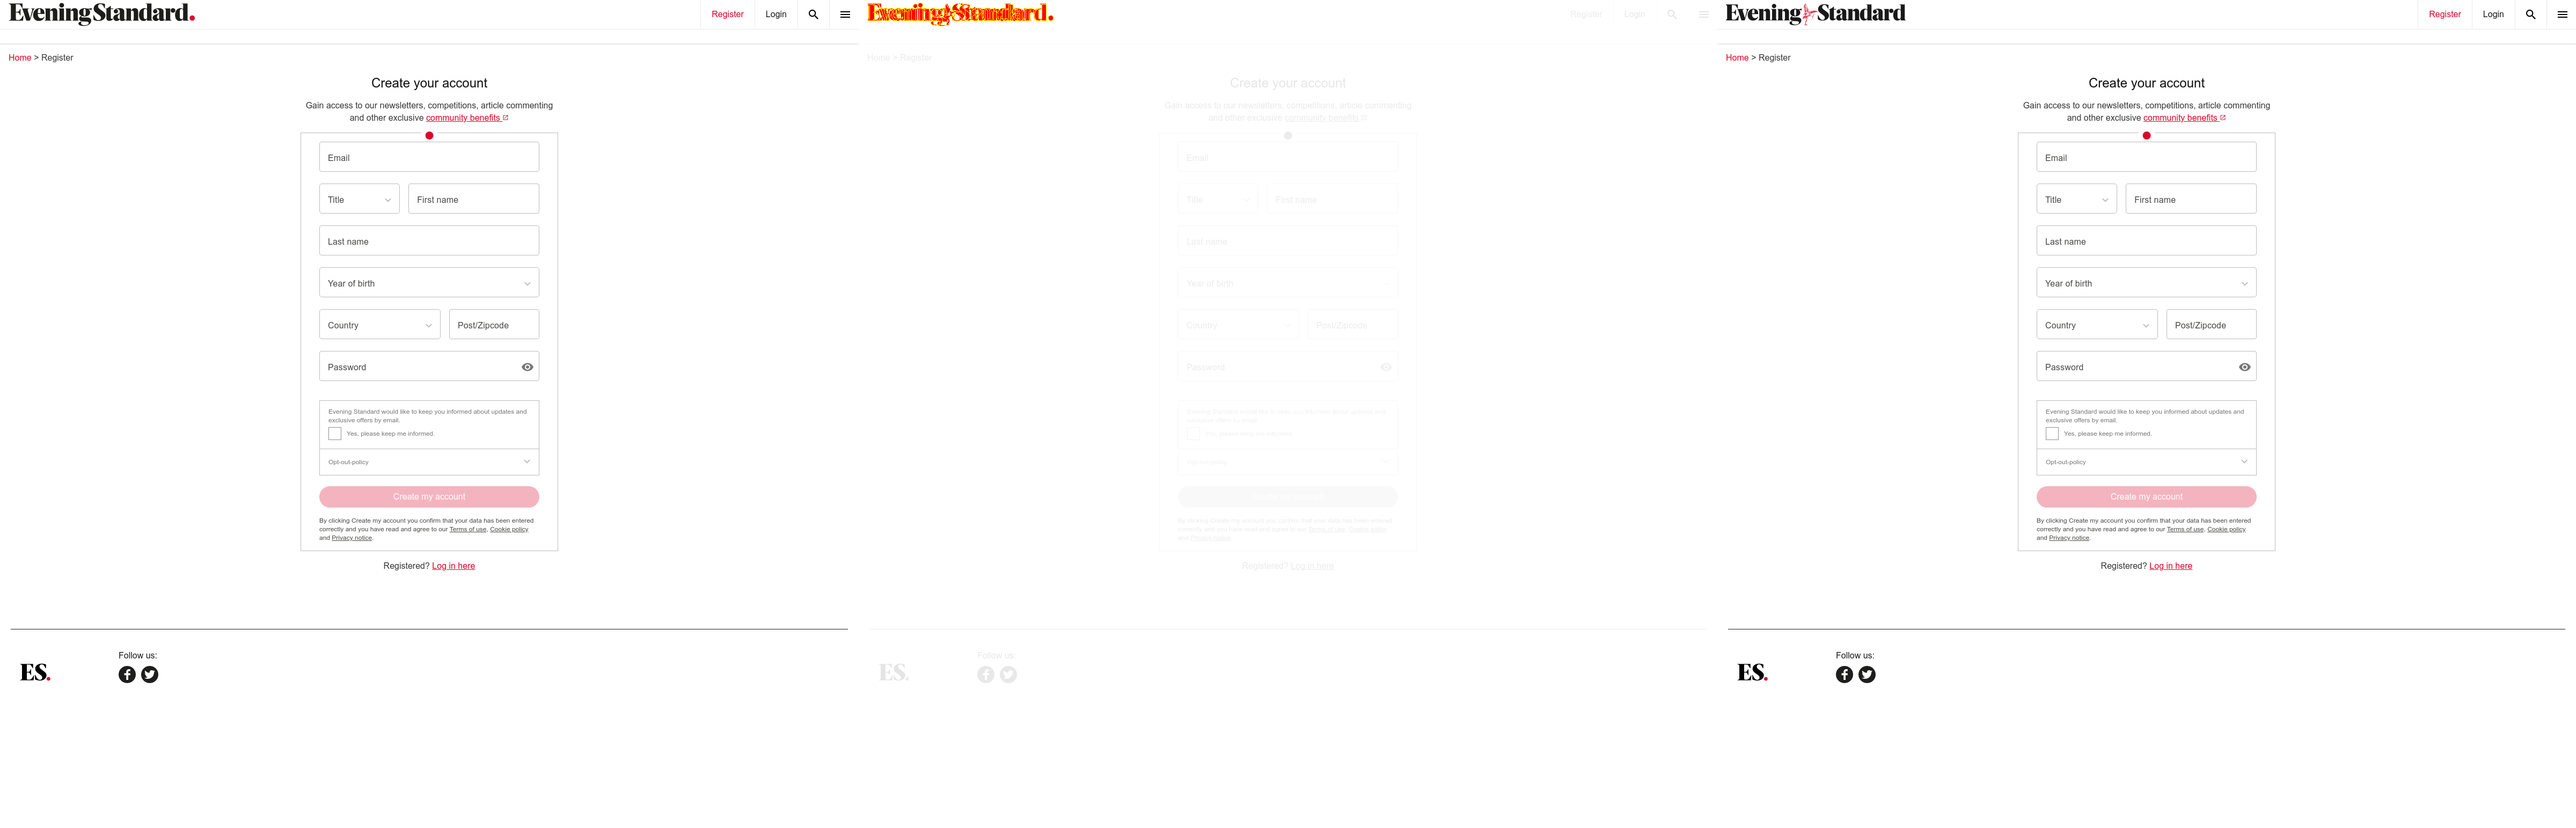 Evening Standard.
Register Login
Home > Register
Create your account
Gain access to our newsletters, competitions, article commenting
and other exclusive community benefits
Email
Title First name
Last name
Year of birth
Country Post/Zipcode
Password
Evening Standard would like to keep you informed about updates and
exclusive offers by email.
Yes, please keep me informed.
Opt-out-policy
Create my account
By clicking Create my account you confirm that your data has been entered
correctly and you have read and agree to our Terms of use, Cookie policy
and Privacy notice.
Registered? Log in here
Follow us:
ES.
Evening Standard.
Register Login
Home > Register
Create your account
Gain access to our newsletters, competitions, article commenting
and other exclusive community benefits
Email
Title First name
Last name
Year of birth
Country Post/Zipcode
Password
Evening Standard would like to keep you informed about updates and
exclusive offers by email.
Yes, please keep me informed.
Opt-out-policy
By clicking Create my account you confirm that your data has been entered
correctly and you have read and agree to our Terms of use, Cookie policy
and Privacy notice.
Registered? Log in here
Follow us:
ES.
Evening Standard
Register Login
Home > Register
Create your account
Gain access to our newsletters, competitions, article commenting
and other exclusive community benefits
Email
Title First name
Last name
Year of birth
Country Post/Zipcode
Password
Evening Standard would like to keep you informed about updates and
exclusive offers by email.
Yes, please keep me informed.
Opt-out-policy
Create my account
By clicking Create my account you confirm that your data has been entered
correctly and you have read and agree to our Terms of use, Cookie policy
and Privacy notice.
Registered? Log in here
Follow us:
ES.